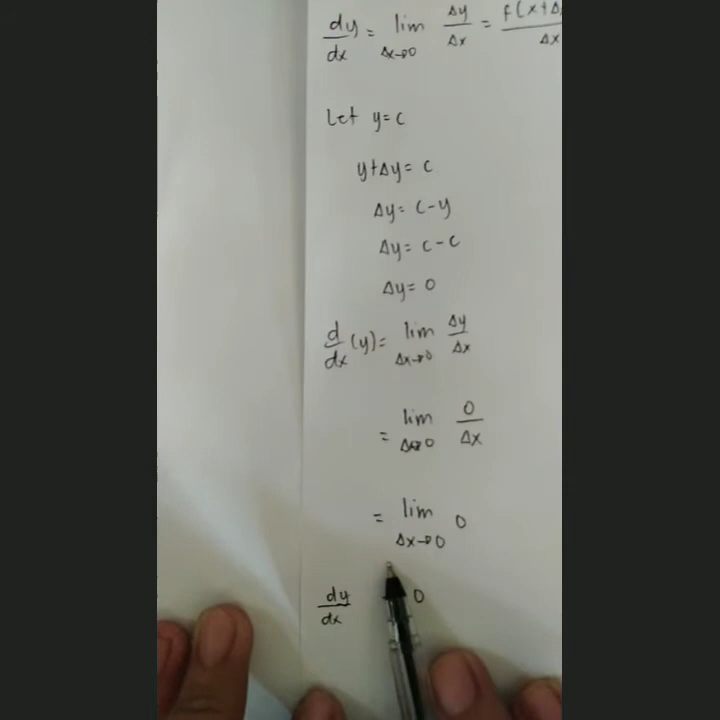 dy/dx = lim Δx→0 Δy/Δx = f(x+Δ/Δx
Let y=c
y+Δy= c
Δy= c-y
Δy= c-c
Δy= 0
d/dx (y)= lim Δx→0 Δy/Δx
= lim Δx→0 0/Δx
= lim Δx→0 0
dy/dx 0